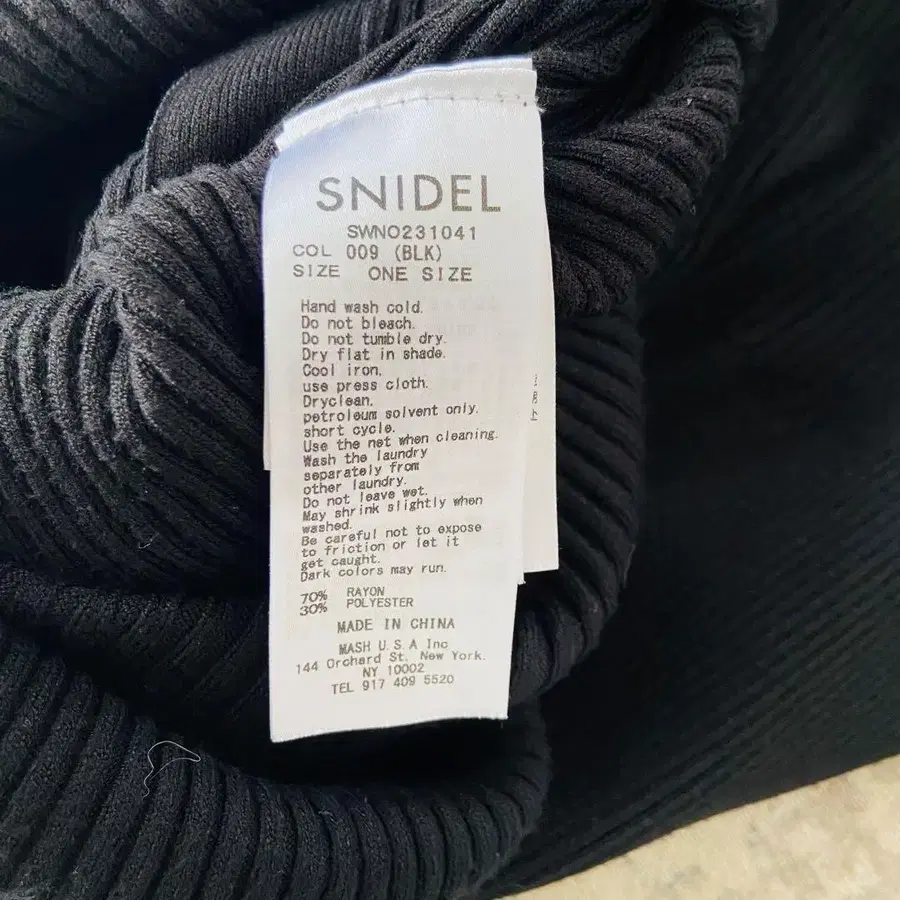 SNIDEL
SWNO231041
COL 009 (BLK)
SIZE ONE SIZE
Hand wash cold.
Do not bleach.
Do not tumble dry.
Dry flat in shade.
Cool iron,
use press cloth.
Dryclean,
petroleum solvent only.
short cycle.
Use the net when cleaning.
Wash the laundry
separately from
other laundry.
Do not leave wet.
May shrink slightly when
washed.
Be careful not to expose
to friction or let it
get caught.
Dark colors may run.
70% RAYON
30% POLYESTER
MADE IN CHINA
MASH U.S.A Inc
144 Orchard St. New York.
NY 10002
TEL 917 409 5520